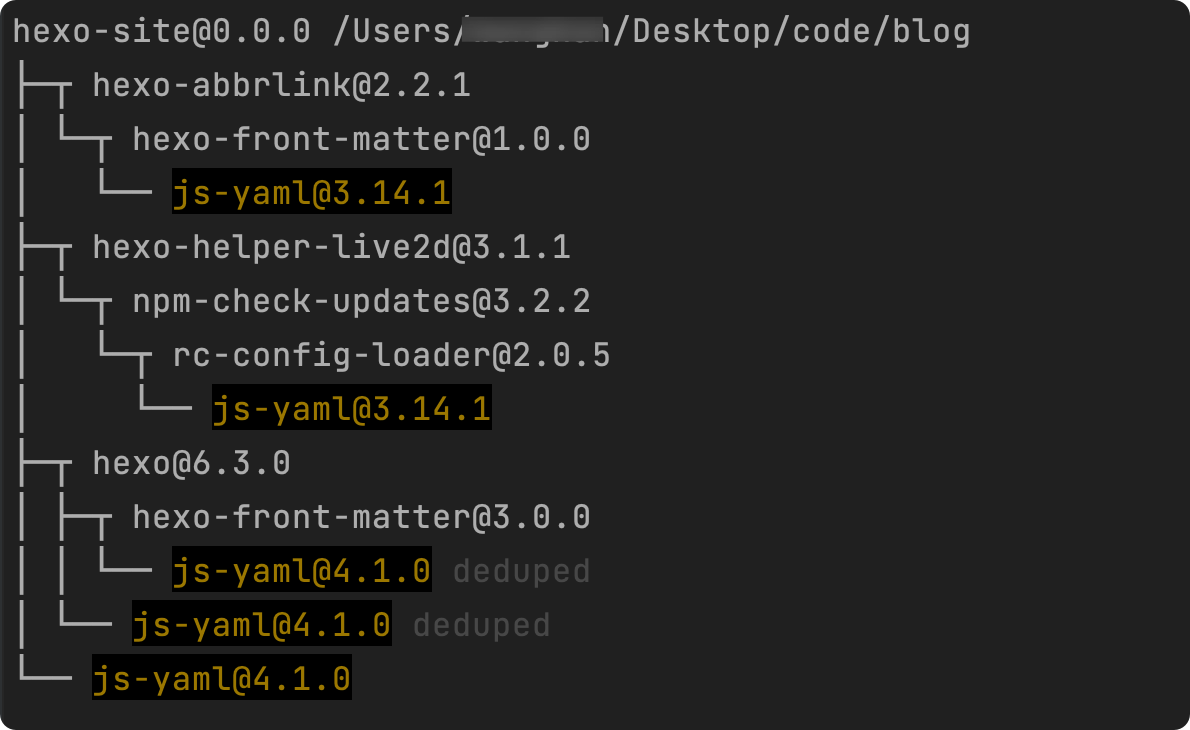 hexo-site@0.0.0 /Users/ /Desktop/code/blog
├─┬ hexo-abbrlink@2.2.1
│ └─┬ hexo-front-matter@1.0.0
│   └── js-yaml@3.14.1
├─┬ hexo-helper-live2d@3.1.1
│ └─┬ npm-check-updates@3.2.2
│   └─┬ rc-config-loader@2.0.5
│     └── js-yaml@3.14.1
├─┬ hexo@6.3.0
│ ├─┬ hexo-front-matter@3.0.0
│ │ └── js-yaml@4.1.0 deduped
│ └── js-yaml@4.1.0 deduped
└── js-yaml@4.1.0